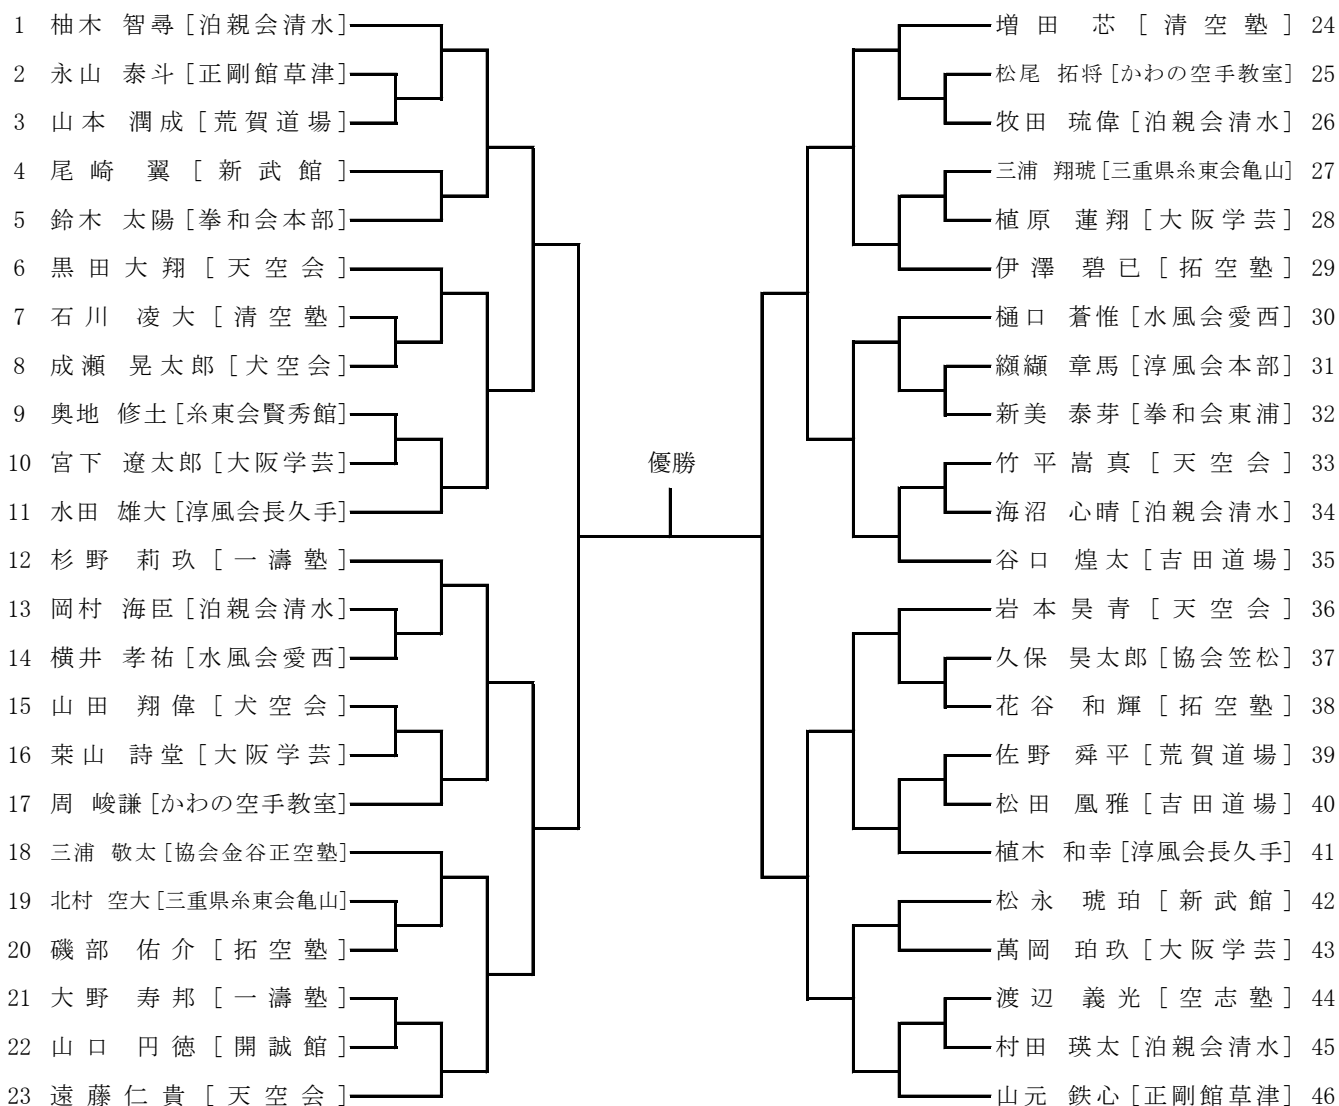 1 柚木 智尋 [泊親会清水]
2 永山 泰斗 [正剛館草津]
3 山本 潤成 [荒賀道場]
4 尾崎 翼 [新武館]
5 鈴木 太陽 [拳和会本部]
6 黒田大翔 [天空会]
7 石川 凌大 [清空塾]
8 成瀬 晃太郎 [犬空会]
9 奥地 修土 [糸東会賢秀館]
10 宮下 遼太郎 [大阪学芸]
11 水田 雄大 [淳風会長久手]
12 杉野 莉玖 [一濤塾]
13 岡村 海臣 [泊親会清水]
14 横井 孝祐 [水風会愛西]
15 山田 翔偉 [犬空会]
16 桒山 詩堂 [大阪学芸]
17 周 峻謙 [かわの空手教室]
18 三浦 敬太 [協会金谷正空塾]
19 北村 空大 [三重県糸東会亀山]
20 磯部 佑介 [拓空塾]
21 大野 寿邦 [一濤塾]
22 山口 円徳 [開誠館]
23 遠藤仁貴 [天空会]
優勝
増田 芯 [清空塾] 24
松尾 拓将 [かわの空手教室] 25
牧田 琉偉 [泊親会清水] 26
三浦 翔琥 [三重県糸東会亀山] 27
植原 蓮翔 [大阪学芸] 28
伊澤 碧已 [拓空塾] 29
樋口 蒼惟 [水風会愛西] 30
纐纈 章馬 [淳風会本部] 31
新美 泰芽 [拳和会東浦] 32
竹平嵩真 [天空会] 33
海沼 心晴 [泊親会清水] 34
谷口 煌太 [吉田道場] 35
岩本昊青 [天空会] 36
久保 昊太郎 [協会笠松] 37
花谷 和輝 [拓空塾] 38
佐野 舜平 [荒賀道場] 39
松田 凰雅 [吉田道場] 40
植木 和幸 [淳風会長久手] 41
松永 琥珀 [新武館] 42
萬岡 珀玖 [大阪学芸] 43
渡辺 義光 [空志塾] 44
村田 瑛太 [泊親会清水] 45
山元 鉄心 [正剛館草津] 46